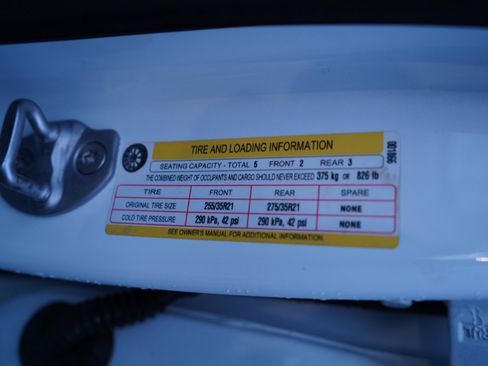 TIRE AND LOADING INFORMATION
SEATING CAPACITY - TOTAL 5 FRONT 2 REAR 3
THE COMBINED WEIGHT OF OCCUPANTS AND CARGO SHOULD NEVER EXCEED 375 kg OR 826 lb
TIRE FRONT REAR SPARE
ORIGINAL TIRE SIZE 255/35R21 275/35R21 NONE
COLD TIRE PRESSURE 290 kPa, 42 psi 290 kPa, 42 psi NONE
SEE OWNER'S MANUAL FOR ADDITIONAL INFORMATION